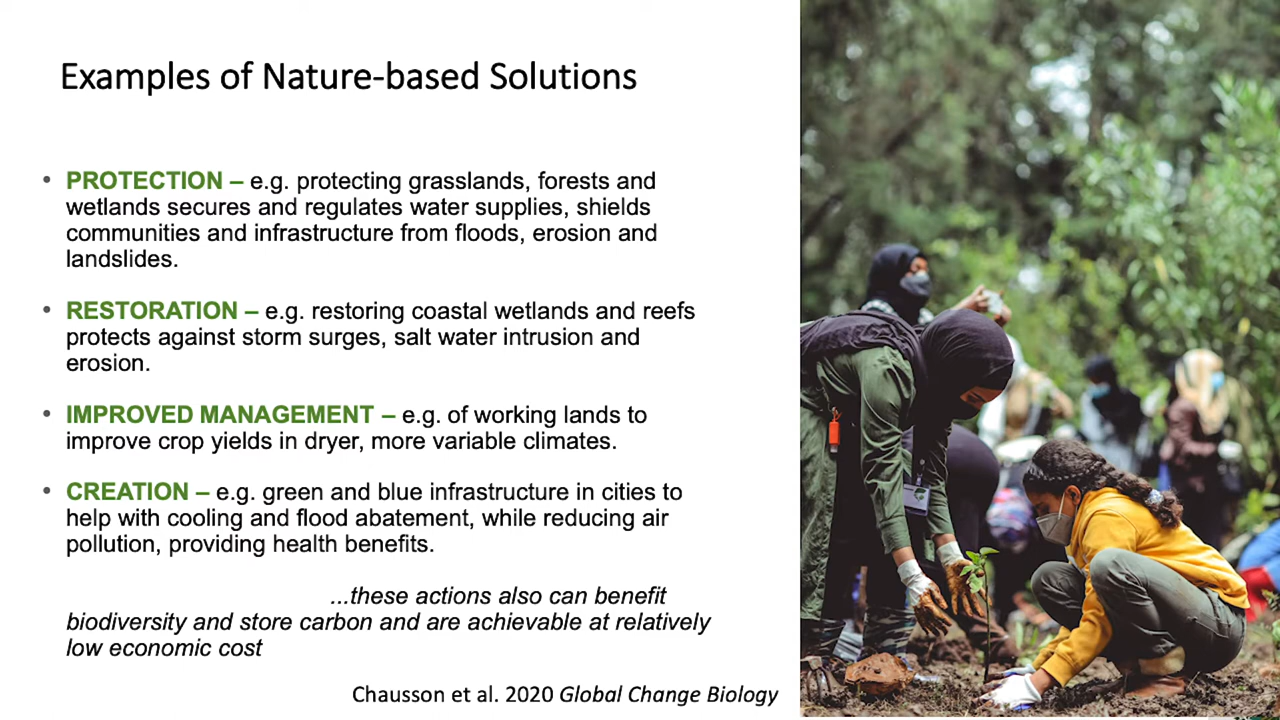 Examples of Nature-based Solutions
• PROTECTION – e.g. protecting grasslands, forests and
wetlands secures and regulates water supplies, shields
communities and infrastructure from floods, erosion and
landslides.
• RESTORATION – e.g. restoring coastal wetlands and reefs
protects against storm surges, salt water intrusion and
erosion.
• IMPROVED MANAGEMENT – e.g. of working lands to
improve crop yields in dryer, more variable climates.
• CREATION – e.g. green and blue infrastructure in cities to
help with cooling and flood abatement, while reducing air
pollution, providing health benefits.
...these actions also can benefit
biodiversity and store carbon and are achievable at relatively
low economic cost
Chausson et al. 2020 Global Change Biology